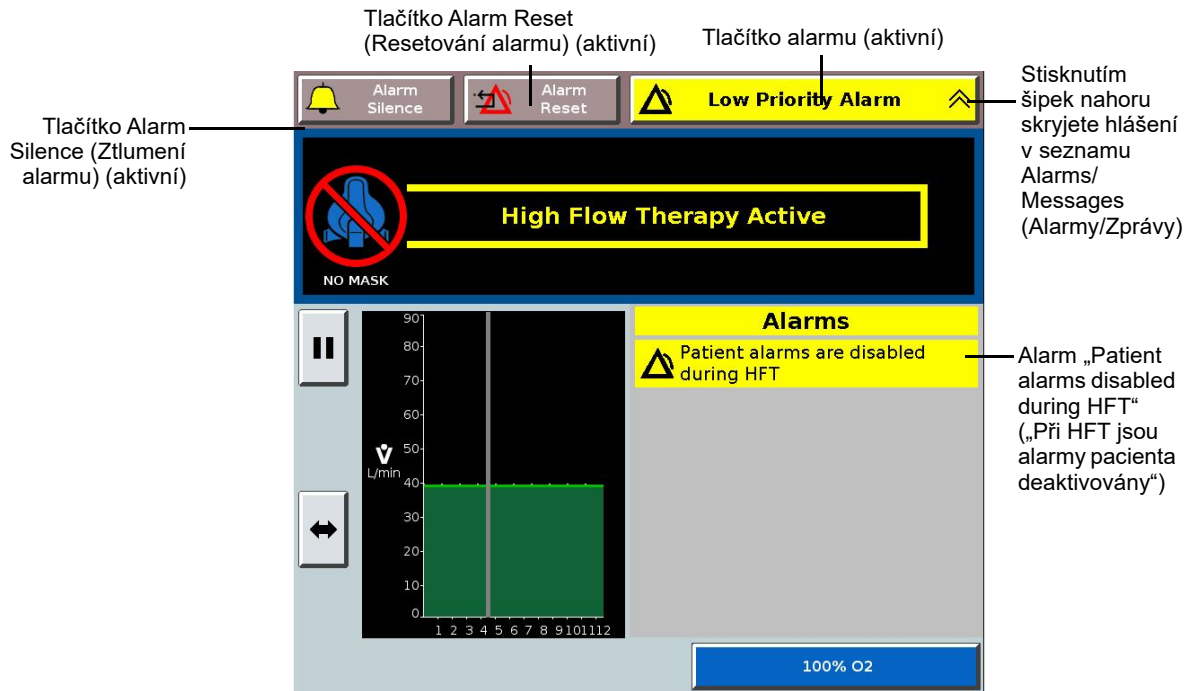 Tlačítko Alarm Reset
(Resetování alarmu) (aktivní)
Tlačítko alarmu (aktivní)
Stisknutím
šipek nahoru
skryjete hlášení
v seznamu
Alarms/
Messages
(Alarmy/Zprávy)
Tlačítko Alarm
Silence (Ztlumení
alarmu) (aktivní)
Alarm
Silence
Alarm
Reset
Low Priority Alarm
High Flow Therapy Active
NO MASK
Alarms
Patient alarms are disabled
during HFT
Alarm „Patient
alarms disabled
during HFT“
(„Při HFT jsou
alarmy pacienta
deaktivovány“)
90
80
70
60
50
40
30
20
10
0
V̇
L/min
1 2 3 4 5 6 7 8 9 10 11 12
100% O2